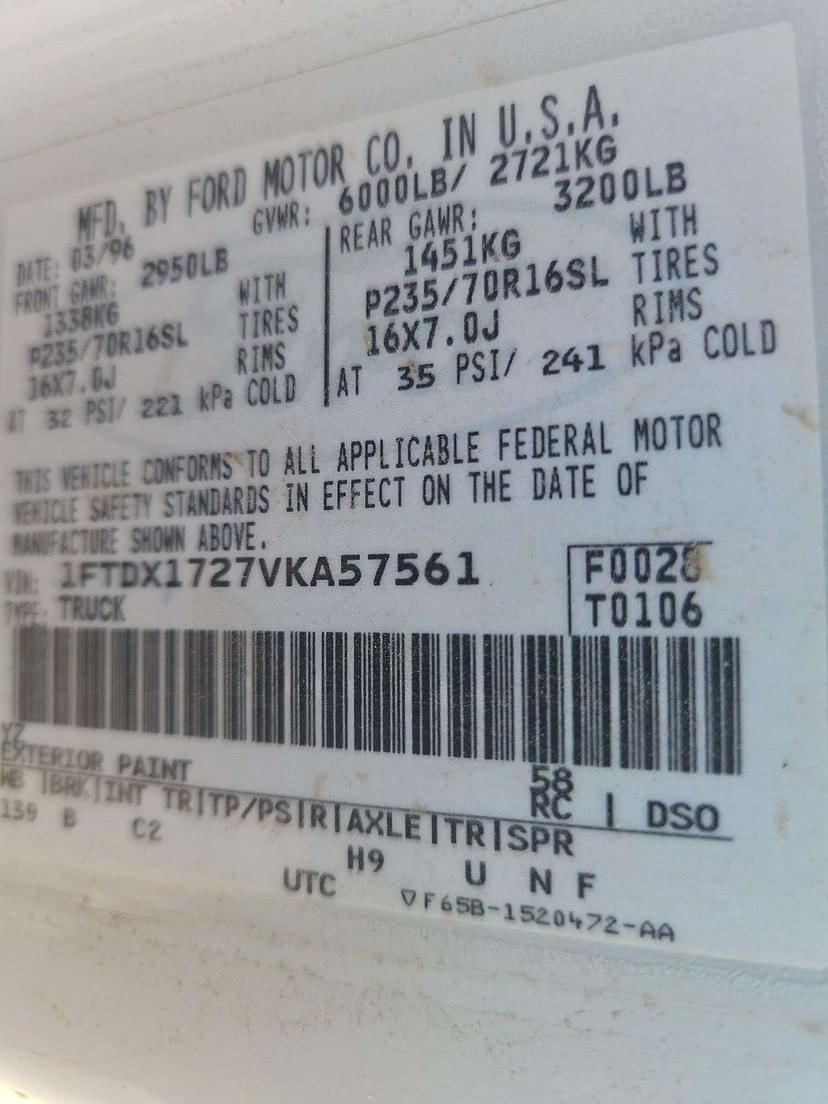 MFD. BY FORD MOTOR CO. IN U.S.A.
DATE: 03/96 GVWR: 6000LB/ 2721KG
FRONT GAWR: 2950LB
1338KG WITH
P235/70R16SL TIRES
16X7.0J RIMS
AT 32 PSI/ 221 kPa COLD
REAR GAWR: 3200LB
1451KG WITH
P235/70R16SL TIRES
16X7.0J RIMS
AT 35 PSI/ 241 kPa COLD
THIS VEHICLE CONFORMS TO ALL APPLICABLE FEDERAL MOTOR
VEHICLE SAFETY STANDARDS IN EFFECT ON THE DATE OF
MANUFACTURE SHOWN ABOVE.
VIN: 1FTDX1727VKA57561 F0028
TYPE: TRUCK T0106
YZ 58
EXTERIOR PAINT RC | DSO
WB |BRK|INT TR|TP/PS|R|AXLE|TR|SPR
139 B C2 H9 U N F
UTC ▽F65B-1520472-AA